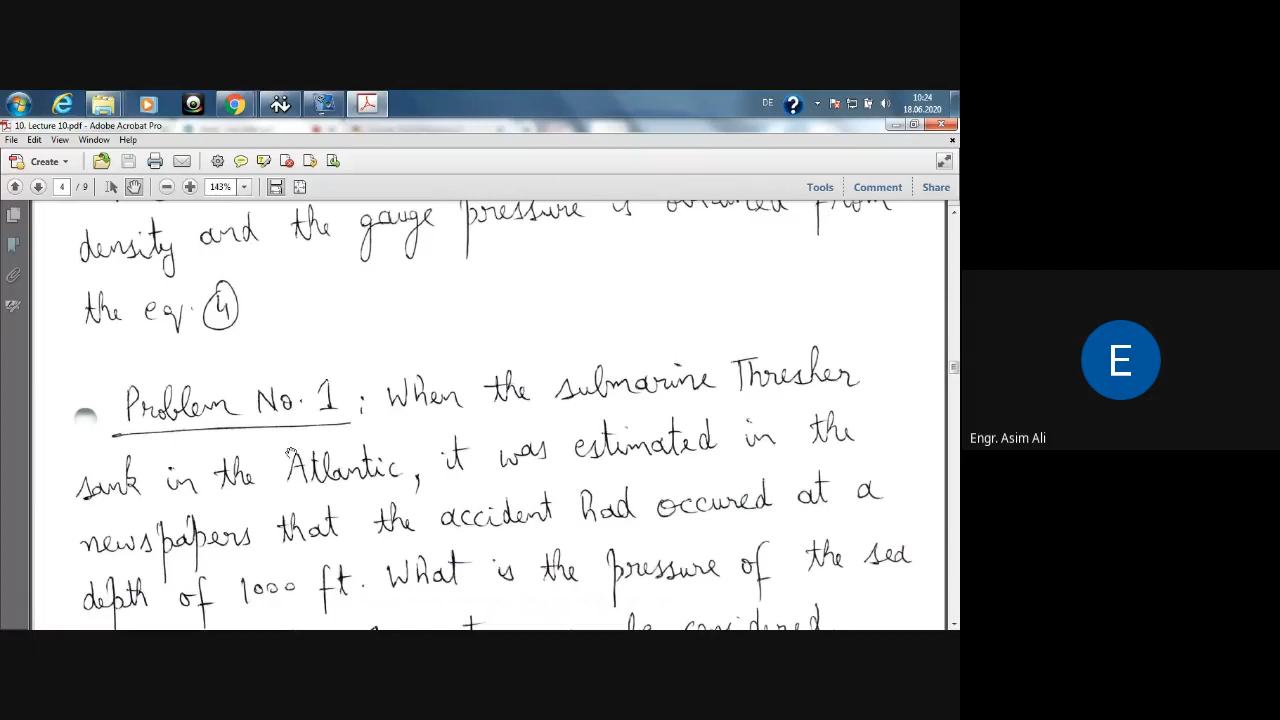 DE
10:24
18.06.2020
10. Lecture 10.pdf - Adobe Acrobat Pro
File Edit View Window Help
Create
4 / 9 143% Tools Comment Share
density and the gauge pressure is obtained from
the eq. 4
Problem No. 1 : When the submarine Thresher
sank in the Atlantic, it was estimated in the
newspapers that the accident had occured at a
depth of 1000 ft. What is the pressure of the sea
be considered
E
Engr. Asim Ali